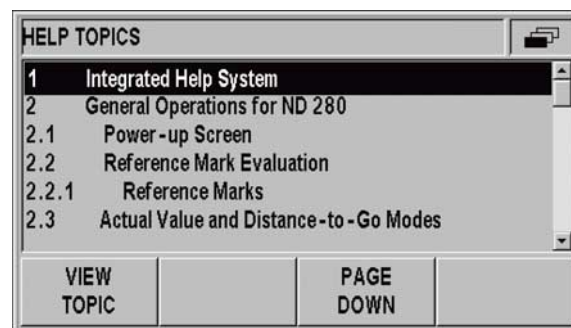 HELP TOPICS
1 Integrated Help System
2 General Operations for ND 280
2.1 Power-up Screen
2.2 Reference Mark Evaluation
2.2.1 Reference Marks
2.3 Actual Value and Distance-to-Go Modes
VIEW TOPIC
PAGE DOWN